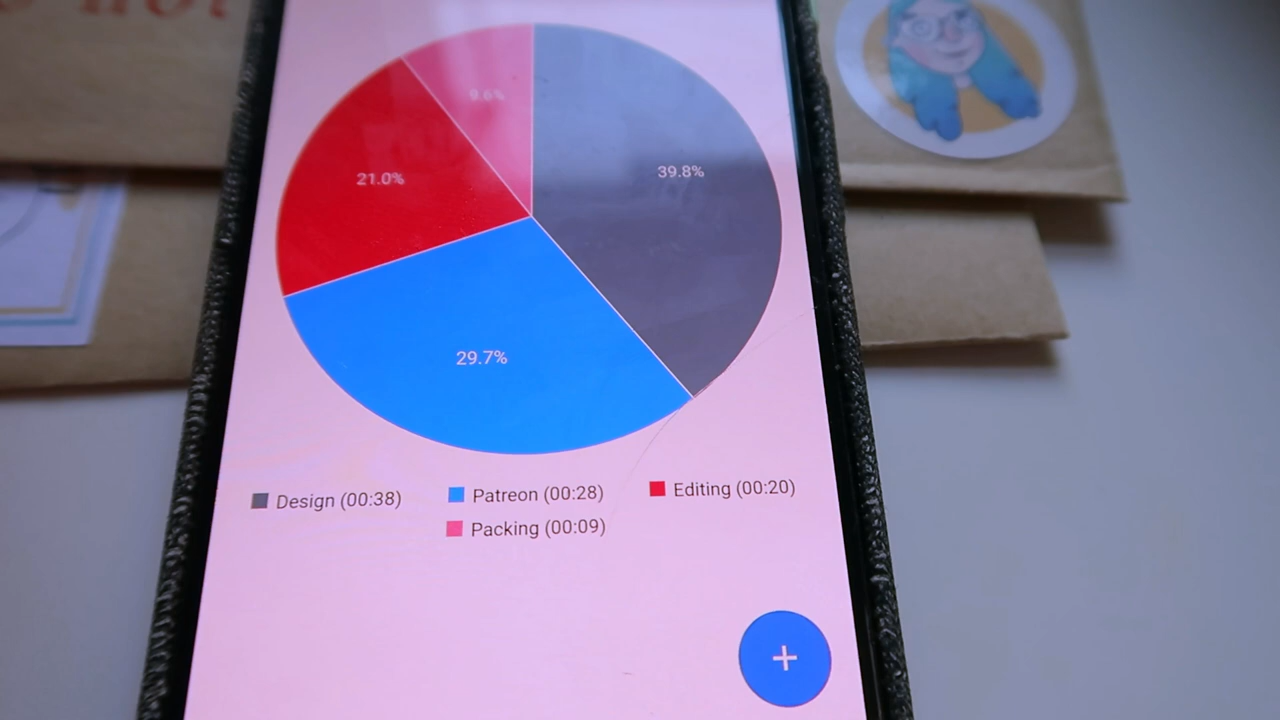 not
9.6%
39.8%
21.0%
29.7%
Design (00:38) Patreon (00:28) Editing (00:20)
Packing (00:09)
+